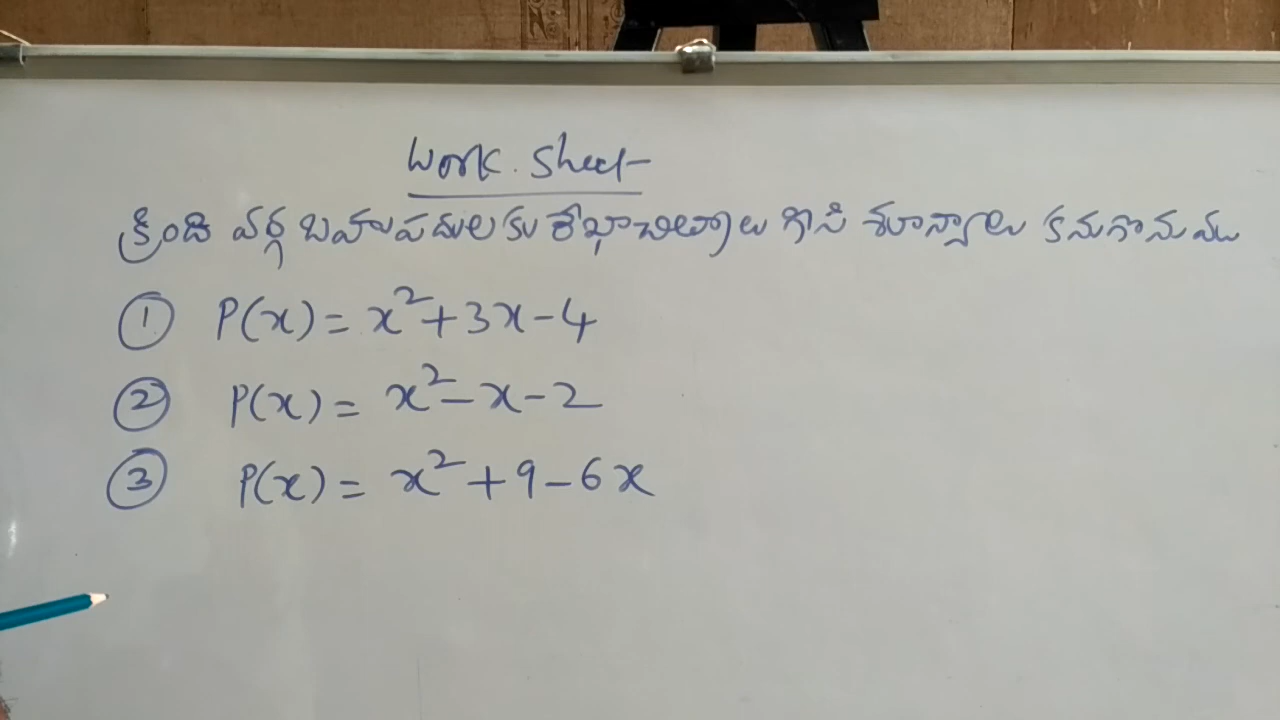 Work Sheet
క్రింది వర్గ బహుపదులకు రేఖాచిత్రాలు గీసి శూన్యాలు కనుగొనుము
① P(x) = x² + 3x - 4
② P(x) = x² - x - 2
③ P(x) = x² + 9 - 6x